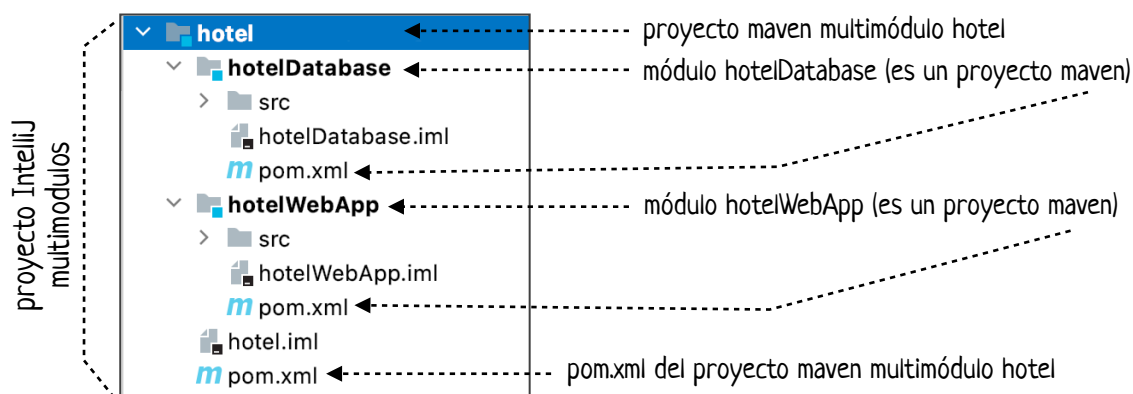 hotel
proyecto maven multimódulo hotel
hotelDatabase
módulo hotelDatabase (es un proyecto maven)
src
hotelDatabase.iml
m pom.xml
hotelWebApp
módulo hotelWebApp (es un proyecto maven)
src
hotelWebApp.iml
m pom.xml
hotel.iml
m pom.xml
pom.xml del proyecto maven multimódulo hotel
proyecto IntelliJ
multimodulos